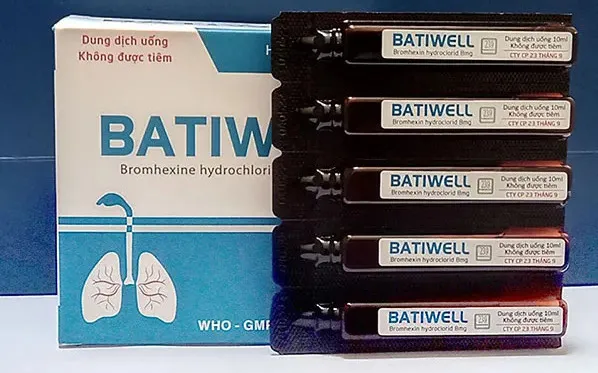 Dung dịch uống
Không được tiêm
H
BATIW
Bromhexine hydrochlorid
WHO - GMP
BATIWELL
Bromhexin hydroclorid 8mg
Dung dịch uống 10ml
Không được tiêm
CTY CP 23 THÁNG 9
BATIWELL
Bromhexin hydroclorid 8mg
Dung dịch uống 10ml
Không được tiêm
CTY CP 23 THÁNG 9
BATIWELL
Bromhexin hydroclorid 8mg
Dung dịch uống 10ml
Không được tiêm
CTY CP 23 THÁNG 9
BATIWELL
Bromhexin hydroclorid 8mg
Dung dịch uống 10ml
Không được tiêm
CTY CP 23 THÁNG 9
BATIWELL
Bromhexin hydroclorid 8mg
Dung dịch uống 10ml
Không được tiêm
CTY CP 23 THÁNG 9